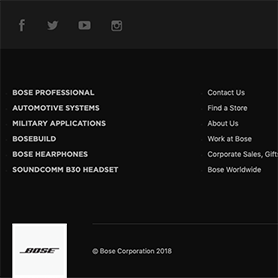 BOSE PROFESSIONAL
AUTOMOTIVE SYSTEMS
MILITARY APPLICATIONS
BOSEBUILD
BOSE HEARPHONES
SOUNDCOMM B30 HEADSET
Contact Us
Find a Store
About Us
Work at Bose
Corporate Sales, Gift
Bose Worldwide
BOSE
© Bose Corporation 2018